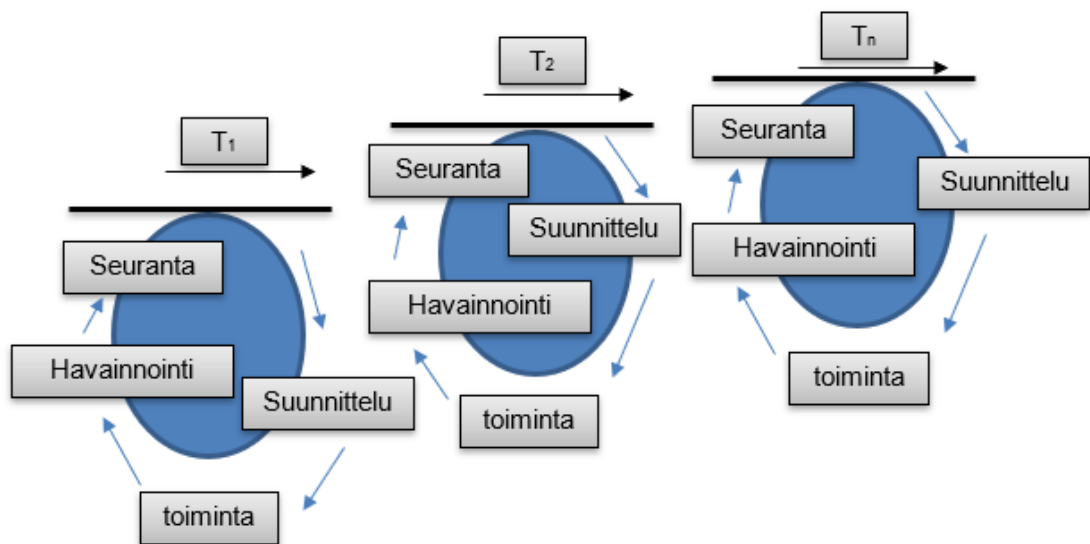 T₁
Seuranta
Havainnointi
Suunnittelu
toiminta
T₂
Seuranta
Suunnittelu
Havainnointi
toiminta
Tₙ
Seuranta
Suunnittelu
Havainnointi
toiminta